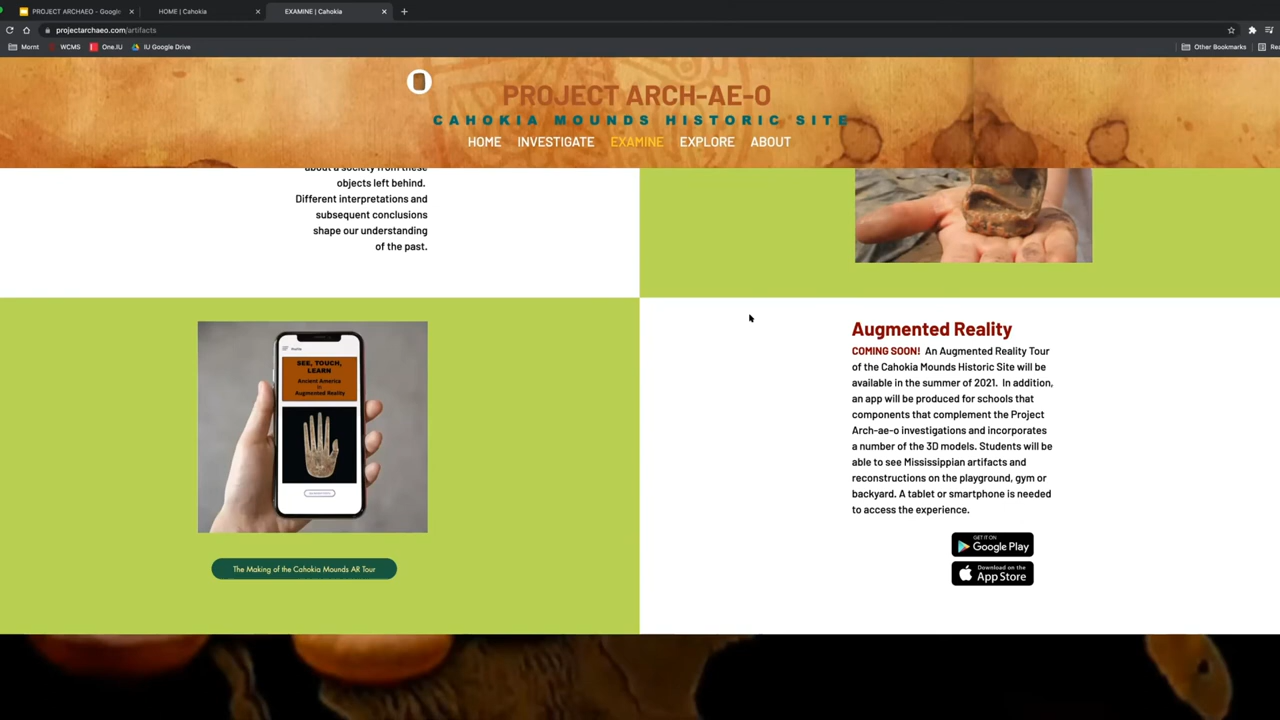 PROJECT ARCHAEO - Google
HOME | Cahokia
EXAMINE | Cahokia
projectarchaeo.com/artifacts
Mornt
WCMS
One.IU
IU Google Drive
Other Bookmarks
PROJECT ARCH-AE-O
CAHOKIA MOUNDS HISTORIC SITE
HOME
INVESTIGATE
EXAMINE
EXPLORE
ABOUT
about a society from these
objects left behind.
Different interpretations and
subsequent conclusions
shape our understanding
of the past.
SEE, TOUCH,
LEARN
Ancient America
in
Augmented Reality
The Making of the Cahokia Mounds AR Tour
Augmented Reality
COMING SOON! An Augmented Reality Tour
of the Cahokia Mounds Historic Site will be
available in the summer of 2021. In addition,
an app will be produced for schools that
components that complement the Project
Arch-ae-o investigations and incorporates
a number of the 3D models. Students will be
able to see Mississippian artifacts and
reconstructions on the playground, gym or
backyard. A tablet or smartphone is needed
to access the experience.
GET IT ON
Google Play
Download on the
App Store